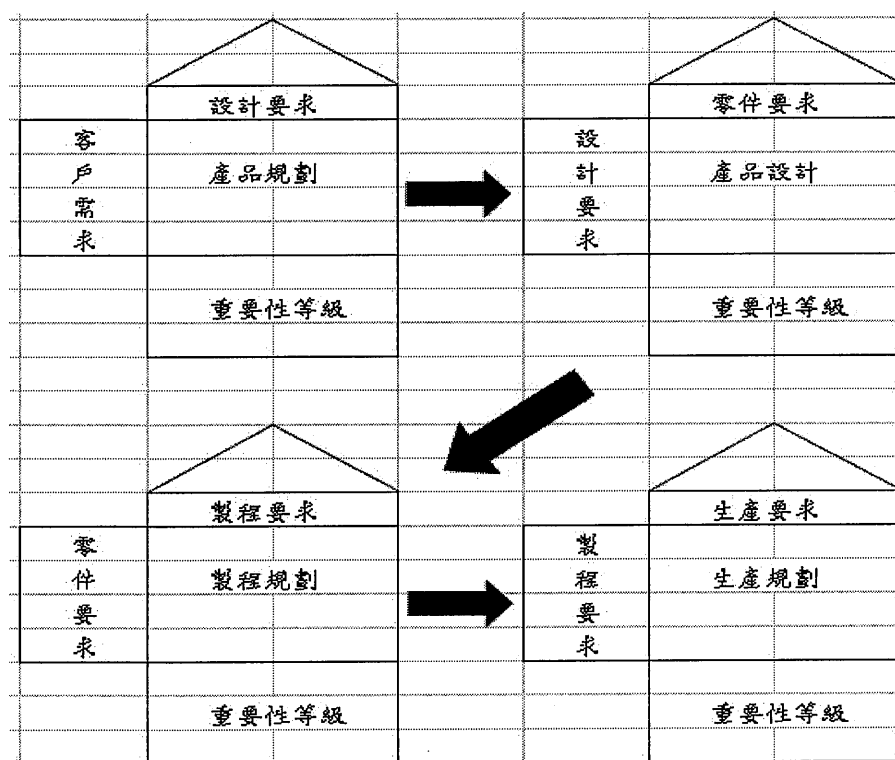 設計要求
客戶需求
產品規劃
重要性等級
零件要求
設計要求
產品設計
重要性等級
製程要求
零件要求
製程規劃
重要性等級
生產要求
製程要求
生產規劃
重要性等級